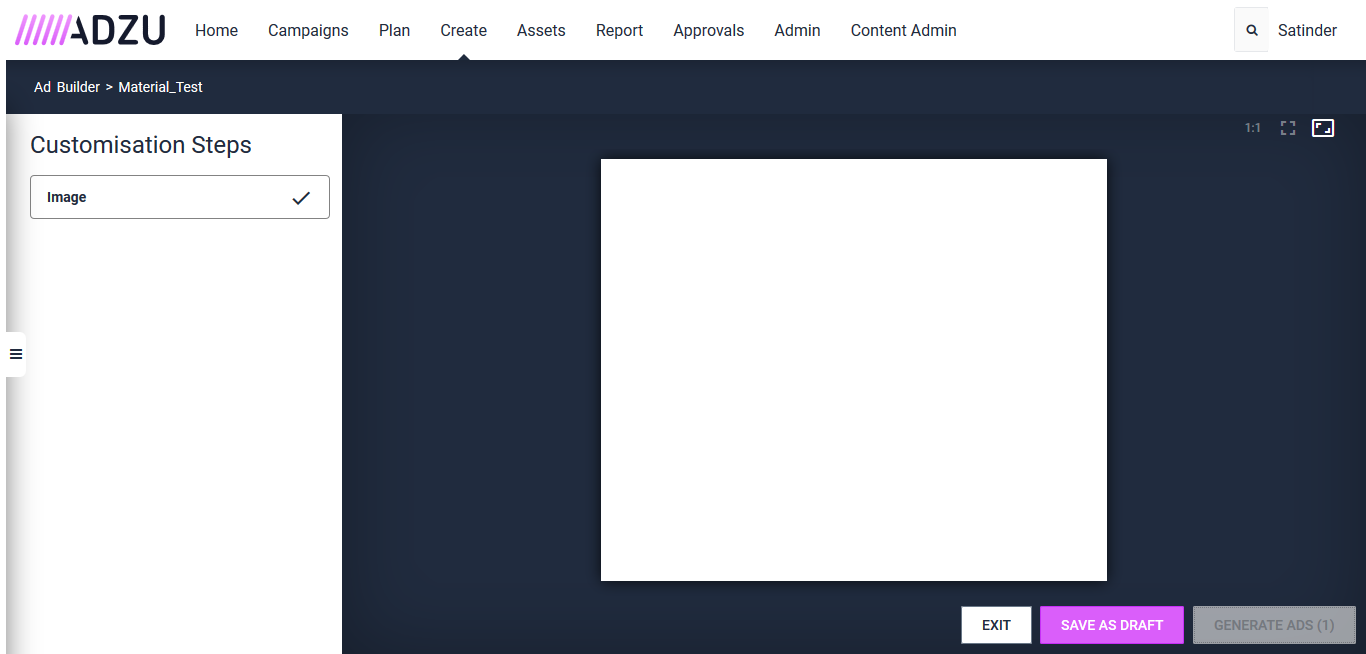 ADZU Home Campaigns Plan Create Assets Report Approvals Admin Content Admin Satinder
Ad Builder > Material_Test
1:1
Customisation Steps
Image
EXIT SAVE AS DRAFT GENERATE ADS (1)